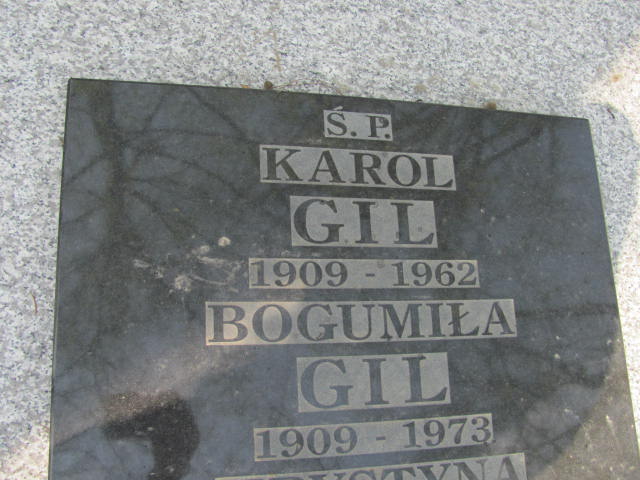 Ś. P.
KAROL
GIL
1909 - 1962
BOGUMIŁA
GIL
1909 - 1973